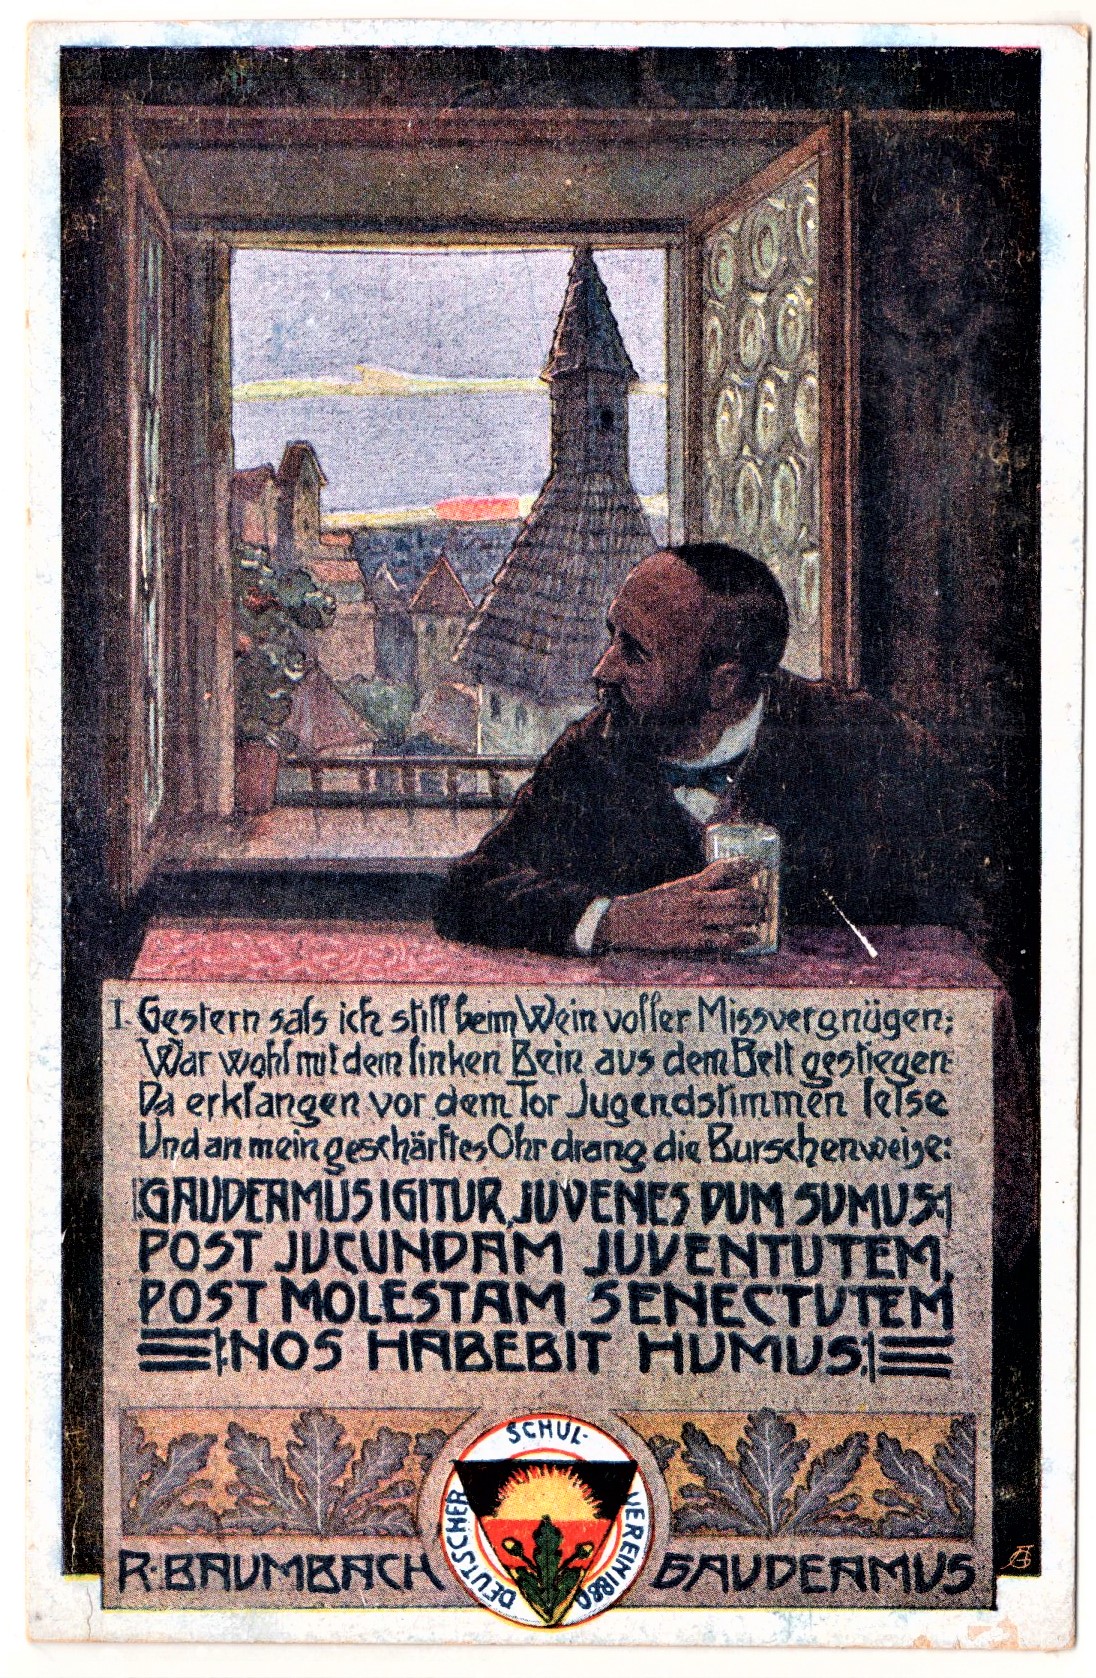 I. Gestern sass ich still beim Wein voller Missvergnügen;
War wohl mit dem linken Bein aus dem Bett gestiegen.
Da erklangen vor dem Tor Jugendstimmen leise
Und an mein geschärftes Ohr drang die Burschenweise:
|:GAUDEAMUS IGITUR, JUVENES DUM SUMUS:|
POST JUCUNDAM JUVENTUTEM,
POST MOLESTAM SENECTUTEM
|:NOS HABEBIT HUMUS:|
DEUTSCHER SCHUL-VEREIN 1880
R·BAUMBACH GAUDEAMUS